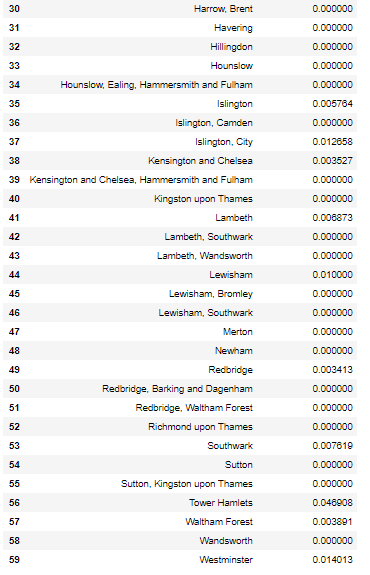 30 Harrow, Brent 0.000000
31 Havering 0.000000
32 Hillingdon 0.000000
33 Hounslow 0.000000
34 Hounslow, Ealing, Hammersmith and Fulham 0.000000
35 Islington 0.005764
36 Islington, Camden 0.000000
37 Islington, City 0.012658
38 Kensington and Chelsea 0.003527
39 Kensington and Chelsea, Hammersmith and Fulham 0.000000
40 Kingston upon Thames 0.000000
41 Lambeth 0.006873
42 Lambeth, Southwark 0.000000
43 Lambeth, Wandsworth 0.000000
44 Lewisham 0.010000
45 Lewisham, Bromley 0.000000
46 Lewisham, Southwark 0.000000
47 Merton 0.000000
48 Newham 0.000000
49 Redbridge 0.003413
50 Redbridge, Barking and Dagenham 0.000000
51 Redbridge, Waltham Forest 0.000000
52 Richmond upon Thames 0.000000
53 Southwark 0.007619
54 Sutton 0.000000
55 Sutton, Kingston upon Thames 0.000000
56 Tower Hamlets 0.046908
57 Waltham Forest 0.003891
58 Wandsworth 0.000000
59 Westminster 0.014013